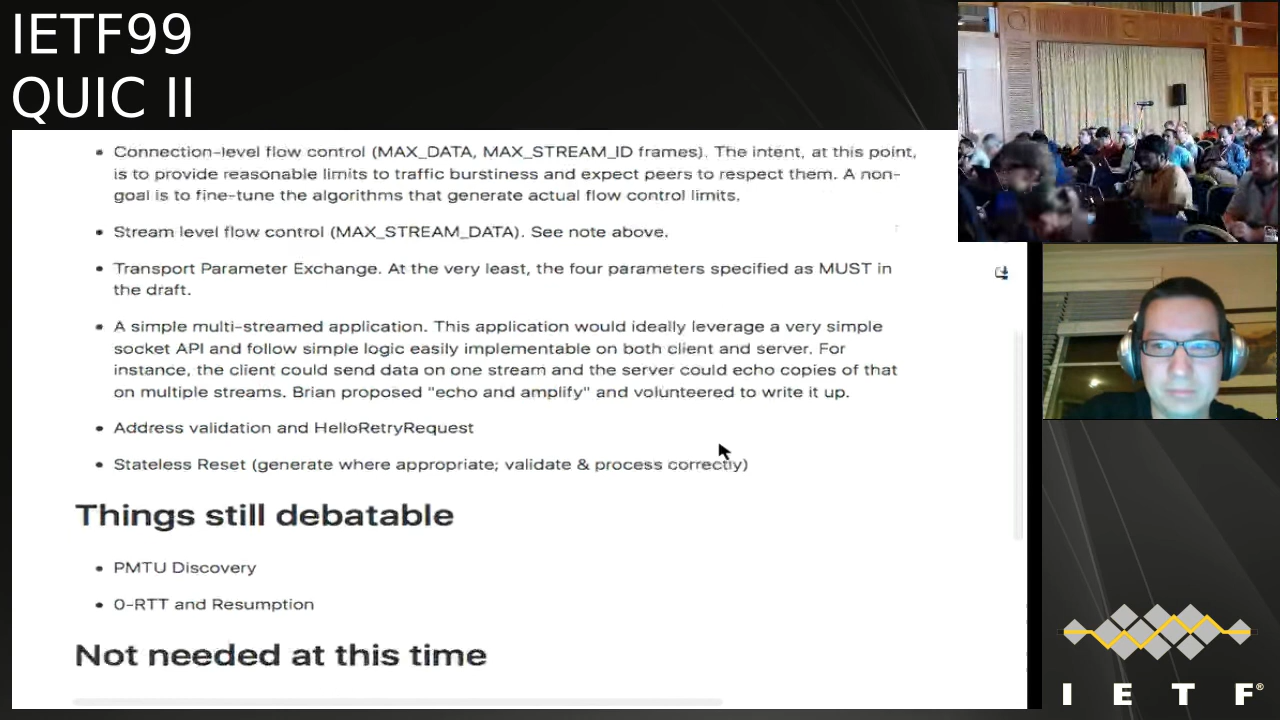 IETF99
QUIC II
• Connection-level flow control (MAX_DATA, MAX_STREAM_ID frames). The intent, at this point,
is to provide reasonable limits to traffic burstiness and expect peers to respect them. A non-
goal is to fine-tune the algorithms that generate actual flow control limits.
• Stream level flow control (MAX_STREAM_DATA). See note above.
• Transport Parameter Exchange. At the very least, the four parameters specified as MUST in
the draft.
• A simple multi-streamed application. This application would ideally leverage a very simple
socket API and follow simple logic easily implementable on both client and server. For
instance, the client could send data on one stream and the server could echo copies of that
on multiple streams. Brian proposed "echo and amplify" and volunteered to write it up.
• Address validation and HelloRetryRequest
• Stateless Reset (generate where appropriate; validate & process correctly)
Things still debatable
• PMTU Discovery
• 0-RTT and Resumption
Not needed at this time
I E T F®